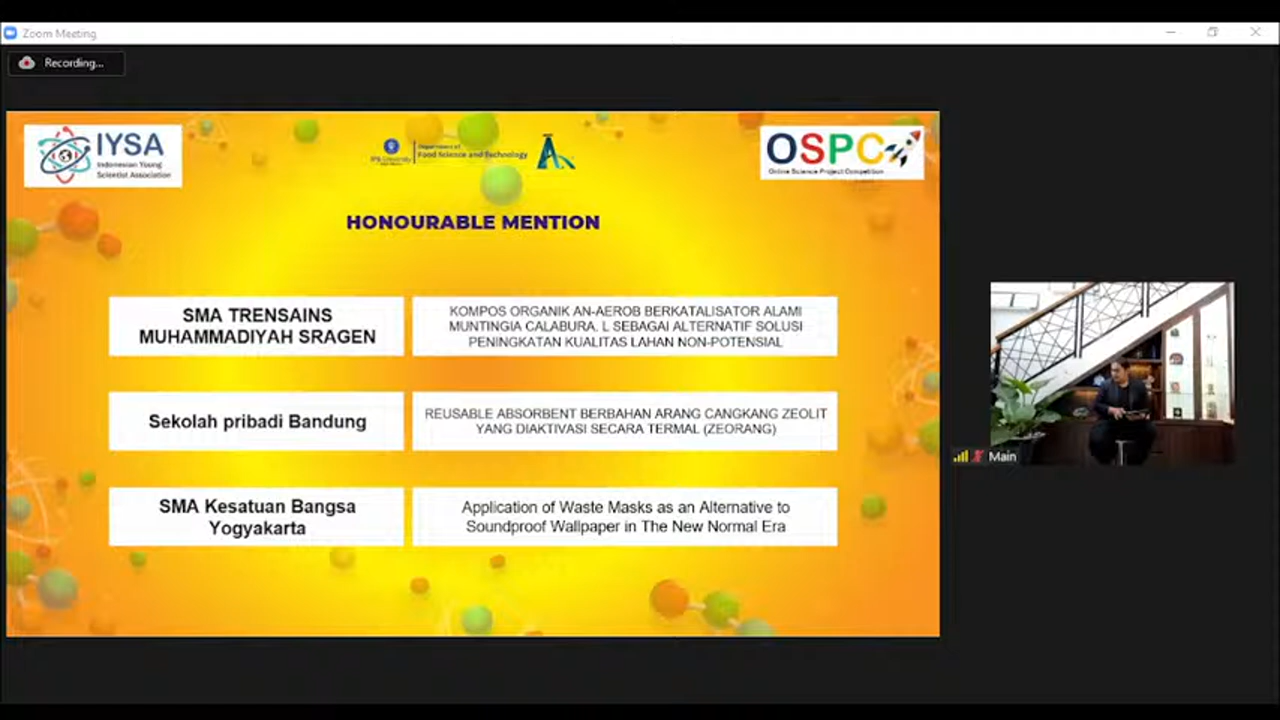 Zoom Meeting
Recording...
IYSA
Indonesian Young
Scientist Association
IPB University
Department of
Food Science and Technology
OSPC
Online Science Project Competition
HONOURABLE MENTION
SMA TRENSAINS
MUHAMMADIYAH SRAGEN
KOMPOS ORGANIK AN-AEROB BERKATALISATOR ALAMI
MUNTINGIA CALABURA. L SEBAGAI ALTERNATIF SOLUSI
PENINGKATAN KUALITAS LAHAN NON-POTENSIAL
Sekolah pribadi Bandung
REUSABLE ABSORBENT BERBAHAN ARANG CANGKANG ZEOLIT
YANG DIAKTIVASI SECARA TERMAL (ZEORANG)
SMA Kesatuan Bangsa
Yogyakarta
Application of Waste Masks as an Alternative to
Soundproof Wallpaper in The New Normal Era
Main